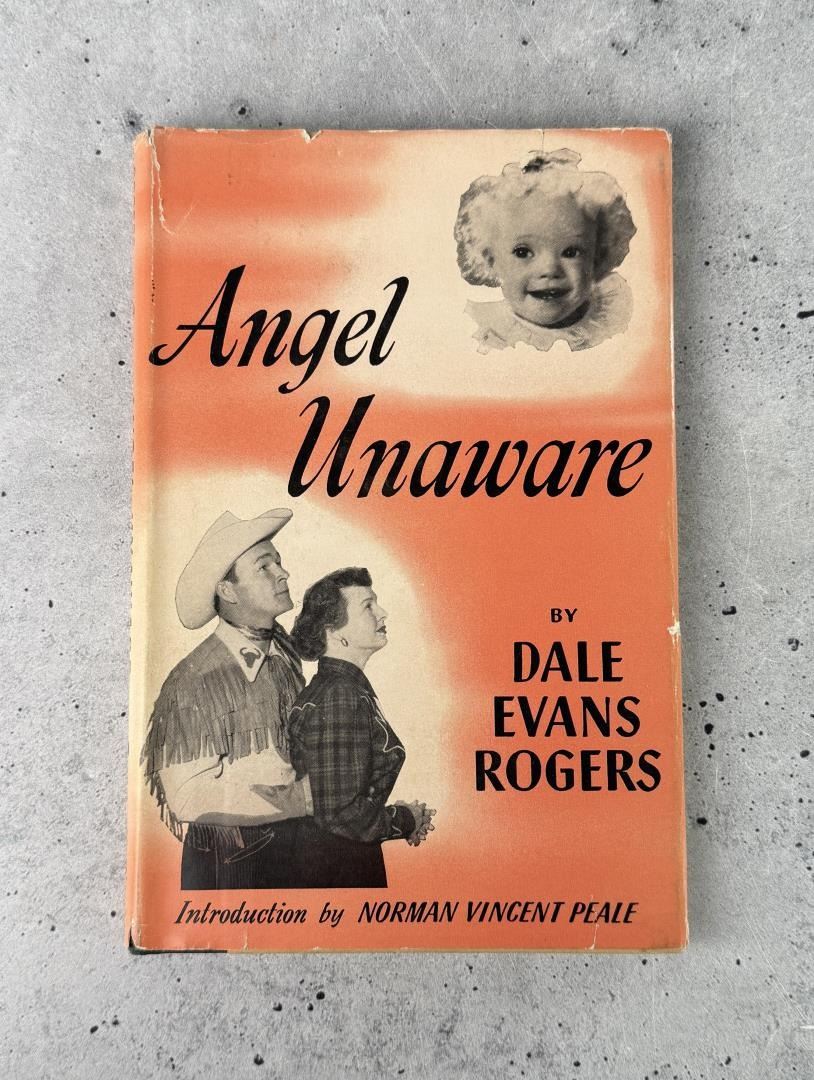 Angel
Unaware
BY
DALE
EVANS
ROGERS
Introduction by NORMAN VINCENT PEALE